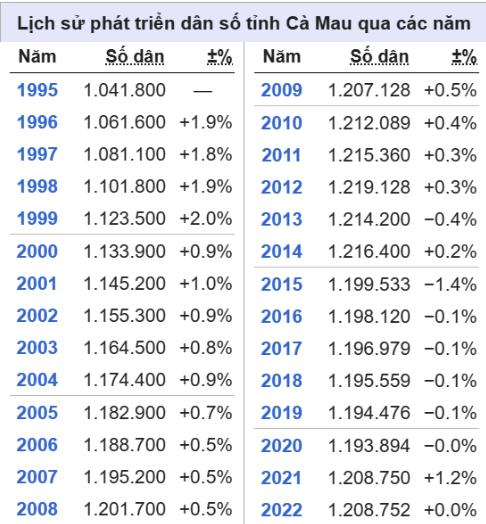 Lịch sử phát triển dân số tỉnh Cà Mau qua các năm
Năm Số dân ±%
1995 1.041.800 —
1996 1.061.600 +1.9%
1997 1.081.100 +1.8%
1998 1.101.800 +1.9%
1999 1.123.500 +2.0%
2000 1.133.900 +0.9%
2001 1.145.200 +1.0%
2002 1.155.300 +0.9%
2003 1.164.500 +0.8%
2004 1.174.400 +0.9%
2005 1.182.900 +0.7%
2006 1.188.700 +0.5%
2007 1.195.200 +0.5%
2008 1.201.700 +0.5%
Năm Số dân ±%
2009 1.207.128 +0.5%
2010 1.212.089 +0.4%
2011 1.215.360 +0.3%
2012 1.219.128 +0.3%
2013 1.214.200 −0.4%
2014 1.216.400 +0.2%
2015 1.199.533 −1.4%
2016 1.198.120 −0.1%
2017 1.196.979 −0.1%
2018 1.195.559 −0.1%
2019 1.194.476 −0.1%
2020 1.193.894 −0.0%
2021 1.208.750 +1.2%
2022 1.208.752 +0.0%